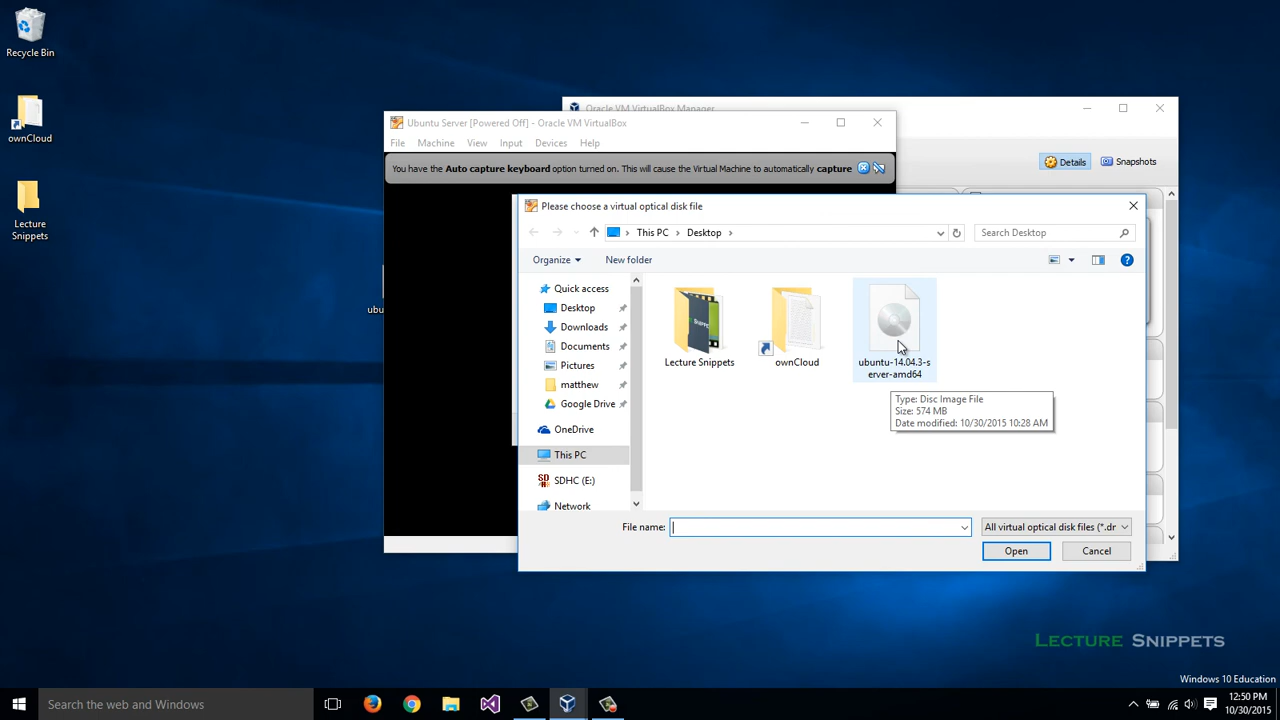 Recycle Bin
ownCloud
Lecture
Snippets
ubu
Oracle VM VirtualBox Manager
Details
Snapshots
Ubuntu Server [Powered Off] - Oracle VM VirtualBox
File Machine View Input Devices Help
You have the Auto capture keyboard option turned on. This will cause the Virtual Machine to automatically capture
Please choose a virtual optical disk file
This PC › Desktop ›
Search Desktop
Organize
New folder
Quick access
Desktop
Downloads
Documents
Pictures
matthew
Google Drive
OneDrive
This PC
SDHC (E:)
Network
SNIPPE
Lecture Snippets
ownCloud
ubuntu-14.04.3-s
erver-amd64
Type: Disc Image File
Size: 574 MB
Date modified: 10/30/2015 10:28 AM
File name:
All virtual optical disk files (*.dr
Open
Cancel
LECTURE SNIPPETS
Windows 10 Education
Search the web and Windows
12:50 PM
10/30/2015